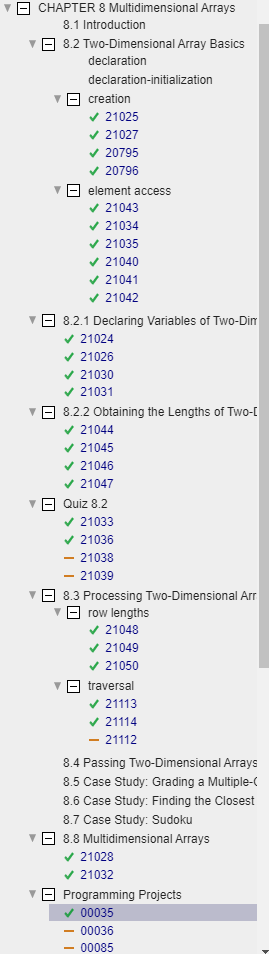 CHAPTER 8 Multidimensional Arrays
8.1 Introduction
8.2 Two-Dimensional Array Basics
declaration
declaration-initialization
creation
21025
21027
20795
20796
element access
21043
21034
21035
21040
21041
21042
8.2.1 Declaring Variables of Two-Dim
21024
21026
21030
21031
8.2.2 Obtaining the Lengths of Two-D
21044
21045
21046
21047
Quiz 8.2
21033
21036
21038
21039
8.3 Processing Two-Dimensional Arr
row lengths
21048
21049
21050
traversal
21113
21114
21112
8.4 Passing Two-Dimensional Arrays
8.5 Case Study: Grading a Multiple-C
8.6 Case Study: Finding the Closest
8.7 Case Study: Sudoku
8.8 Multidimensional Arrays
21028
21032
Programming Projects
00035
00036
00085